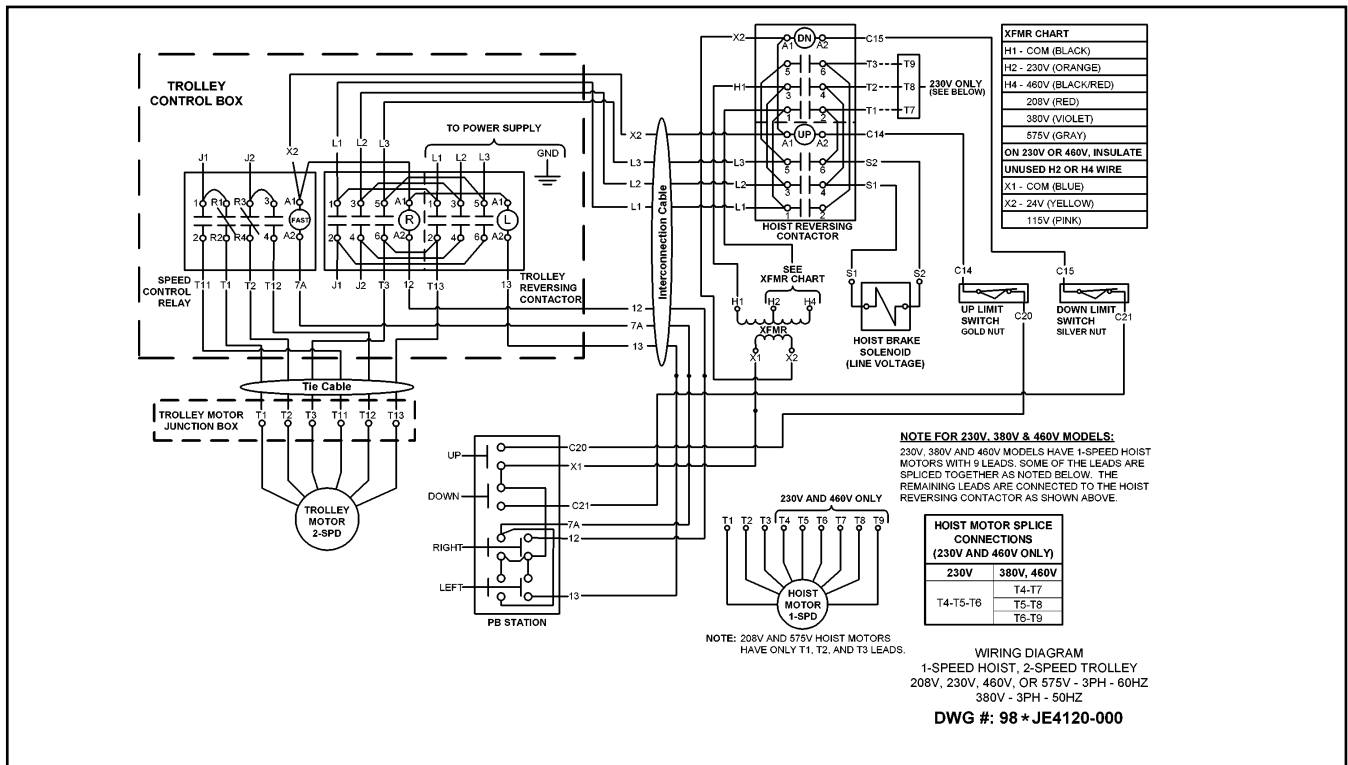 TROLLEY
CONTROL BOX
TO POWER SUPPLY
GND
X2
L1
L2
L3
L1
L2
L3
J1
J2
X2
1
R1
R3
3
A1
FAST
2
R2
R4
4
A2
1
3
5
A1
R
2
4
6
A2
1
3
5
A1
L
2
4
6
A2
SPEED
CONTROL
RELAY
T11
T1
T2
T12
7A
J1
J2
T3
12
T13
13
TROLLEY
REVERSING
CONTACTOR
Interconnection Cable
X2
L3
L2
L1
12
7A
13
Tie Cable
TROLLEY MOTOR
JUNCTION BOX
T1
T2
T3
T11
T12
T13
TROLLEY
MOTOR
2-SPD
X2
A1
DN
A2
C15
5
6
T3
T9
H1
3
4
T2
T8
1
2
T1
T7
230V ONLY
(SEE BELOW)
A1
UP
A2
C14
L3
5
6
S2
L2
3
4
S1
L1
1
2
HOIST REVERSING
CONTACTOR
SEE
XFMR CHART
H1
H2
H4
XFMR
X1
X2
S1
S2
HOIST BRAKE
SOLENOID
(LINE VOLTAGE)
C14
C20
UP LIMIT
SWITCH
GOLD NUT
C15
C21
DOWN LIMIT
SWITCH
SILVER NUT
XFMR CHART
H1 - COM (BLACK)
H2 - 230V (ORANGE)
H4 - 460V (BLACK/RED)
208V (RED)
380V (VIOLET)
575V (GRAY)
ON 230V OR 460V, INSULATE
UNUSED H2 OR H4 WIRE
X1 - COM (BLUE)
X2 - 24V (YELLOW)
115V (PINK)
UP
DOWN
RIGHT
LEFT
C20
X1
C21
7A
12
13
PB STATION
230V AND 460V ONLY
T1
T2
T3
T4
T5
T6
T7
T8
T9
HOIST
MOTOR
1-SPD
NOTE: 208V AND 575V HOIST MOTORS
HAVE ONLY T1, T2, AND T3 LEADS.
NOTE FOR 230V, 380V & 460V MODELS:
230V, 380V AND 460V MODELS HAVE 1-SPEED HOIST
MOTORS WITH 9 LEADS. SOME OF THE LEADS ARE
SPLICED TOGETHER AS NOTED BELOW. THE
REMAINING LEADS ARE CONNECTED TO THE HOIST
REVERSING CONTACTOR AS SHOWN ABOVE.
HOIST MOTOR SPLICE
CONNECTIONS
(230V AND 460V ONLY)
230V
380V, 460V
T4-T5-T6
T4-T7
T5-T8
T6-T9
WIRING DIAGRAM
1-SPEED HOIST, 2-SPEED TROLLEY
208V, 230V, 460V, OR 575V - 3PH - 60HZ
380V - 3PH - 50HZ
DWG #: 98*JE4120-000